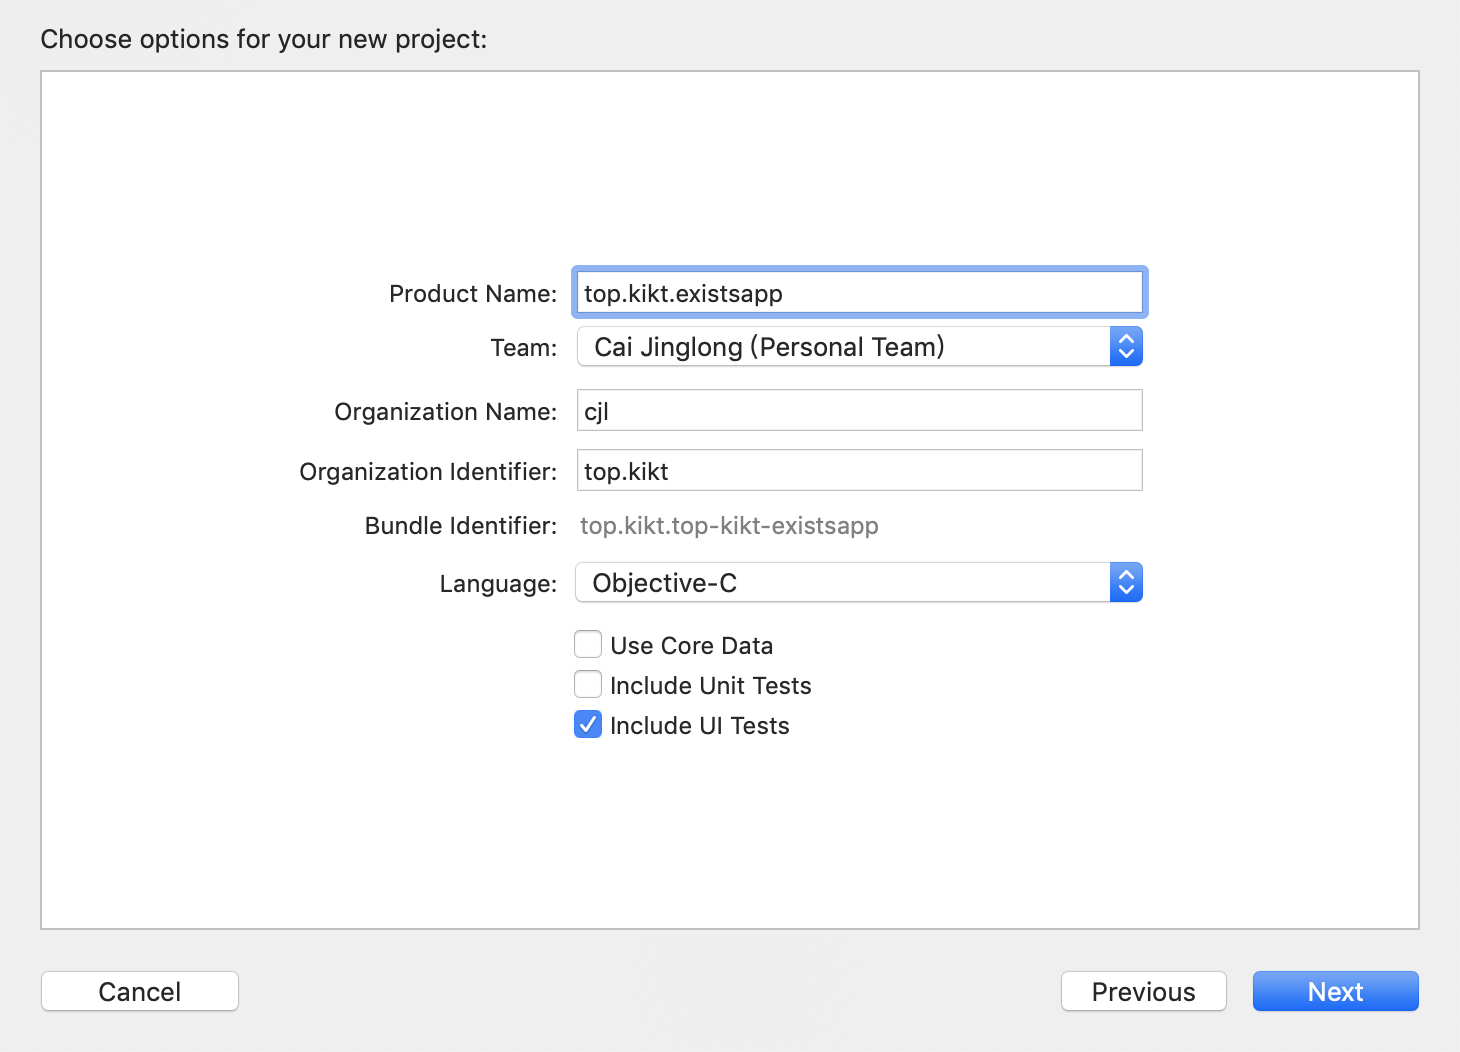 Choose options for your new project:
Product Name: top.kikt.existsapp
Team: Cai Jinglong (Personal Team)
Organization Name: cjl
Organization Identifier: top.kikt
Bundle Identifier: top.kikt.top-kikt-existsapp
Language: Objective-C
Use Core Data
Include Unit Tests
Include UI Tests
Cancel Previous Next